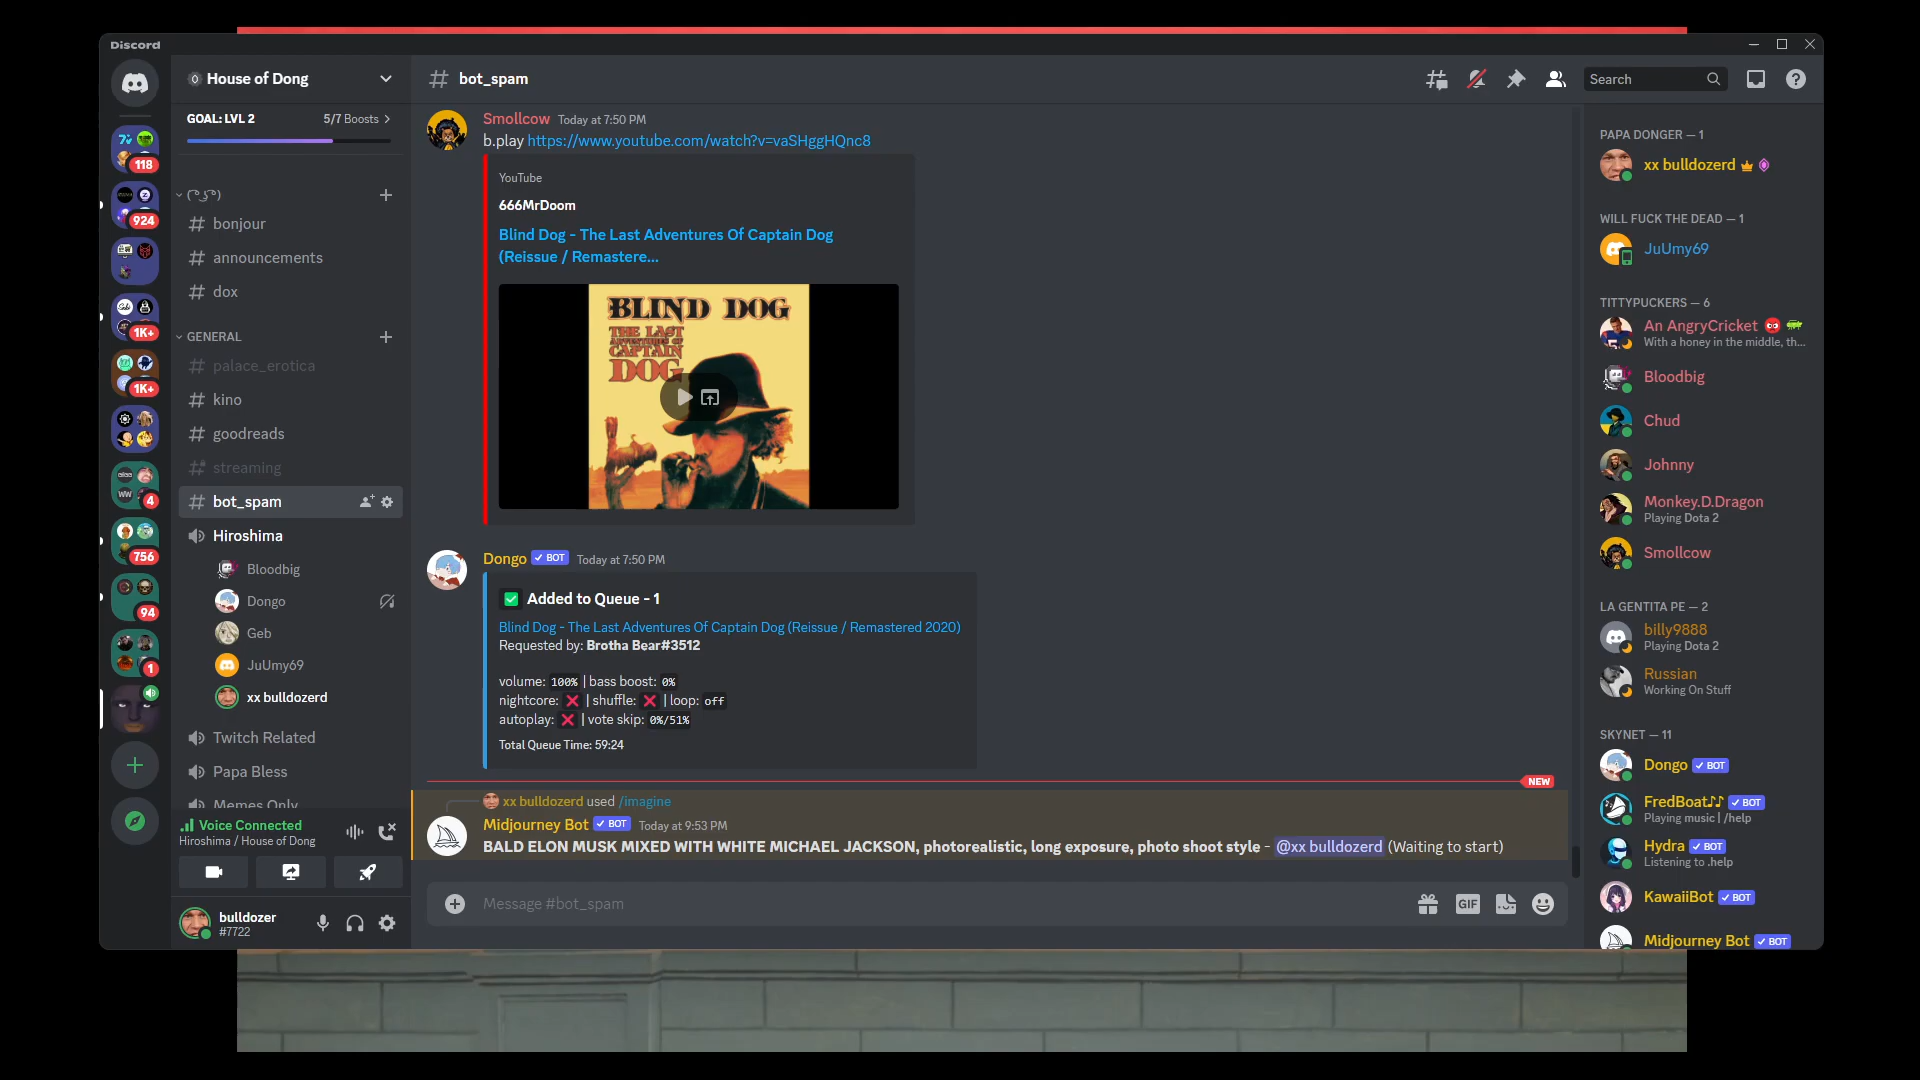 Discord
House of Dong
GOAL: LVL 2
5/7 Boosts
118
924
1K+
1K+
4
756
94
1
( ͡° ͜ʖ ͡°)
bonjour
announcements
dox
GENERAL
palace_erotica
kino
goodreads
streaming
bot_spam
Hiroshima
Bloodbig
Dongo
Geb
JuUmy69
xx bulldozerd
Twitch Related
Papa Bless
Memes Only
Voice Connected
Hiroshima / House of Dong
bulldozer
#7722
# bot_spam
Search
Smollcow Today at 7:50 PM
b.play https://www.youtube.com/watch?v=vaSHggHQnc8
YouTube
666MrDoom
Blind Dog - The Last Adventures Of Captain Dog
(Reissue / Remastere...
BLIND DOG
THE LAST
ADVENTURES OF
CAPTAIN
DOG
Dongo BOT Today at 7:50 PM
✅ Added to Queue - 1
Blind Dog - The Last Adventures Of Captain Dog (Reissue / Remastered 2020)
Requested by: Brotha Bear#3512
volume: 100% | bass boost: 0%
nightcore: ❌ | shuffle: ❌ | loop: off
autoplay: ❌ | vote skip: 0%/51%
Total Queue Time: 59:24
NEW
xx bulldozerd used /imagine
Midjourney Bot BOT Today at 9:53 PM
BALD ELON MUSK MIXED WITH WHITE MICHAEL JACKSON, photorealistic, long exposure, photo shoot style - @xx bulldozerd (Waiting to start)
Message #bot_spam
GIF
PAPA DONGER — 1
xx bulldozerd
WILL FUCK THE DEAD — 1
JuUmy69
TITTYPUCKERS — 6
An AngryCricket
With a honey in the middle, th...
Bloodbig
Chud
Johnny
Monkey.D.Dragon
Playing Dota 2
Smollcow
LA GENTITA PE — 2
billy9888
Playing Dota 2
Russian
Working On Stuff
SKYNET — 11
Dongo BOT
FredBoat♪♪ BOT
Playing music | /help
Hydra BOT
Listening to .help
KawaiiBot BOT
Midjourney Bot BOT